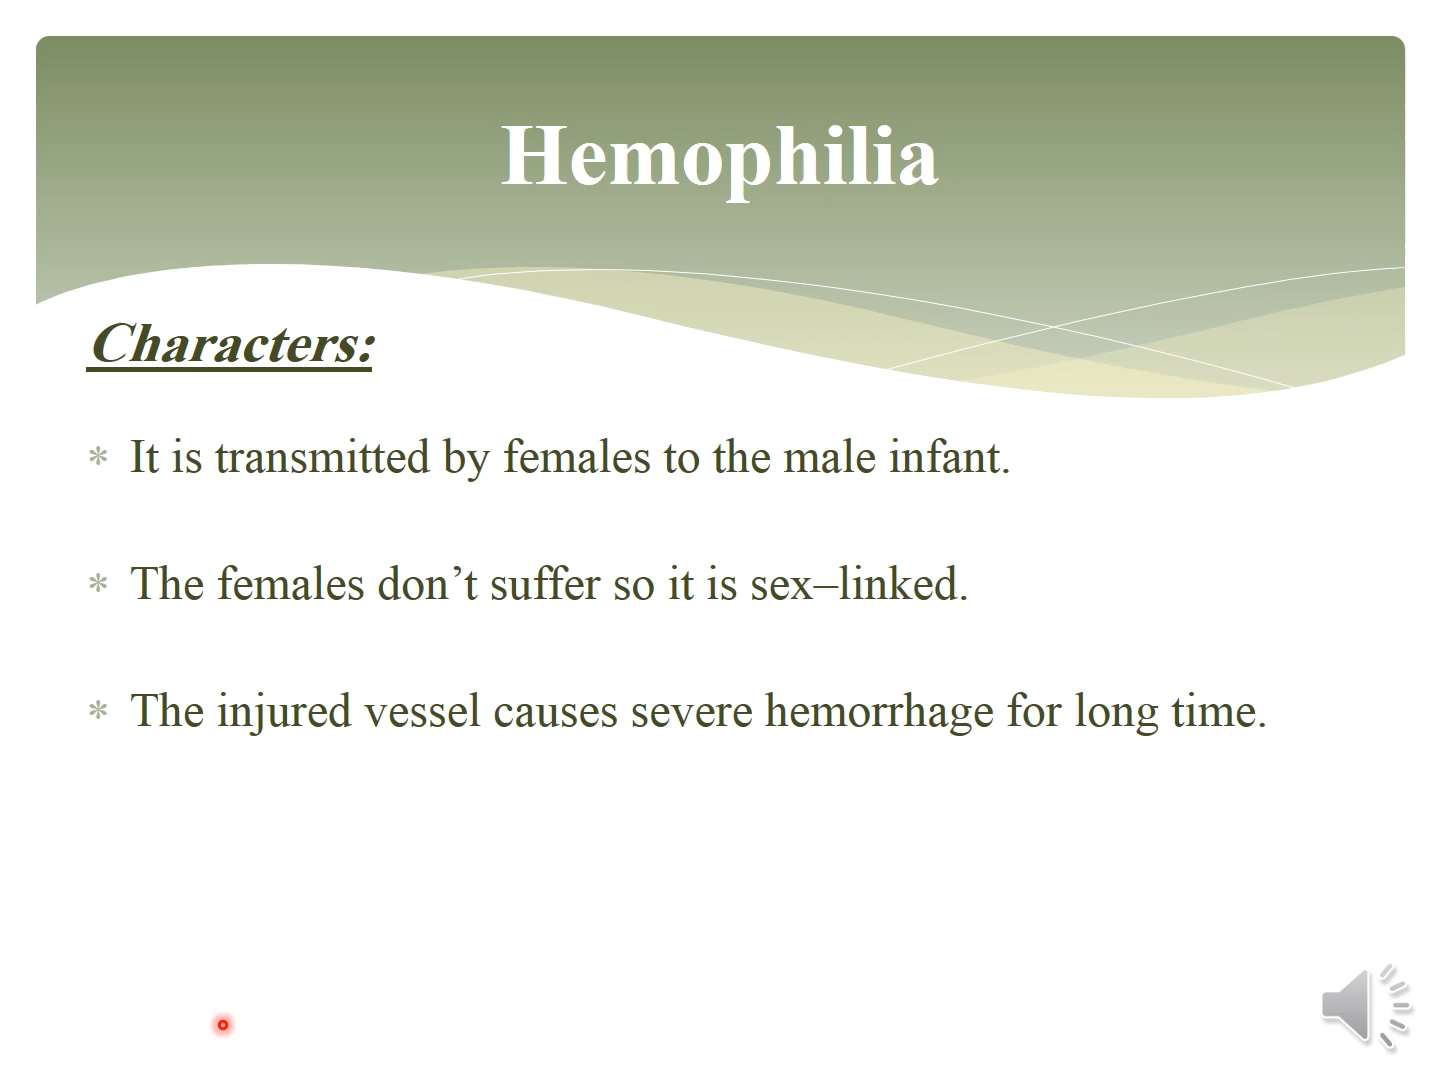 Hemophilia
Characters:
* It is transmitted by females to the male infant.
* The females don’t suffer so it is sex–linked.
* The injured vessel causes severe hemorrhage for long time.